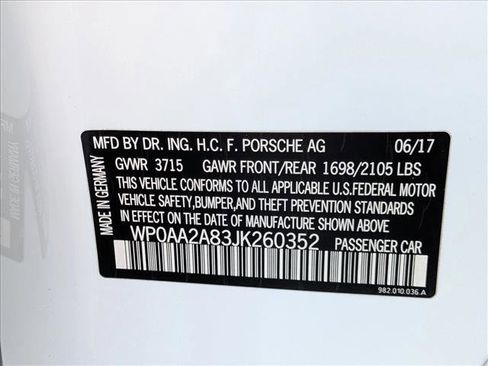 MFD BY DR. ING. H.C. F. PORSCHE AG 06/17
GVWR 3715 GAWR FRONT/REAR 1698/2105 LBS
THIS VEHICLE CONFORMS TO ALL APPLICABLE U.S.FEDERAL MOTOR
VEHICLE SAFETY,BUMPER,AND THEFT PREVENTION STANDARDS
IN EFFECT ON THE DATE OF MANUFACTURE SHOWN ABOVE.
WP0AA2A83JK260352 PASSENGER CAR
982.010.036.A
MADE IN GERMANY